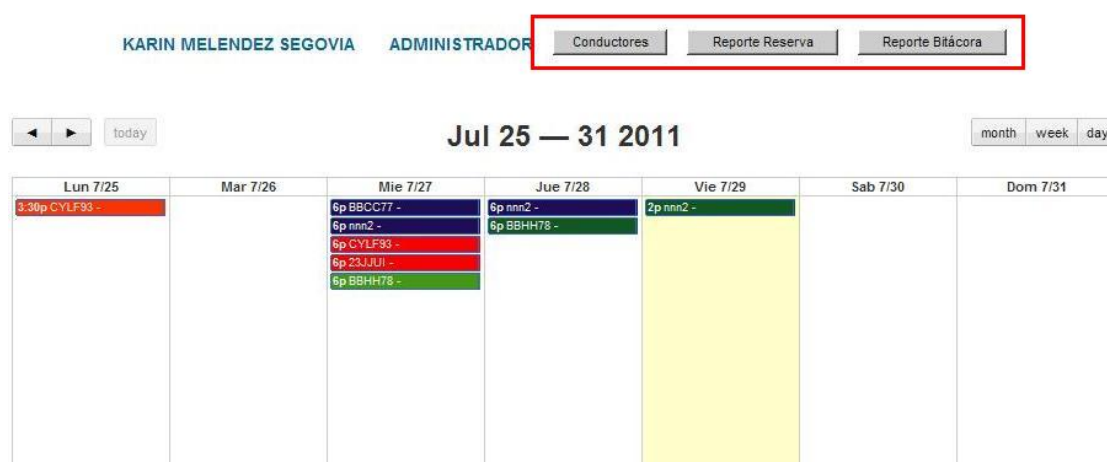 KARIN MELENDEZ SEGOVIA ADMINISTRADOR Conductores Reporte Reserva Reporte Bitácora
today Jul 25 — 31 2011 month week day
Lun 7/25 Mar 7/26 Mie 7/27 Jue 7/28 Vie 7/29 Sab 7/30 Dom 7/31
3:30p CYLF93 - 6p BBCC77 - 6p nnn2 - 2p nnn2 -
6p nnn2 - 6p BBHH78 -
6p CYLF93 -
6p 23JJUI -
6p BBHH78 -